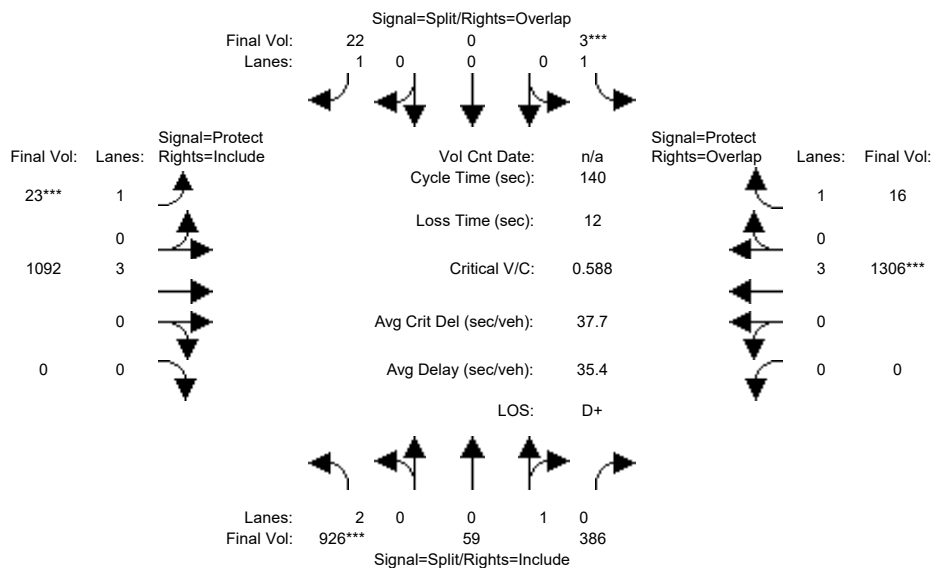 Signal=Split/Rights=Overlap
Final Vol: 22 0 3***
Lanes: 1 0 0 0 1
Signal=Protect Signal=Protect
Final Vol: Lanes: Rights=Include Vol Cnt Date: n/a Rights=Overlap Lanes: Final Vol:
Cycle Time (sec): 140
23*** 1 1 16
Loss Time (sec): 12
0 0
1092 3 Critical V/C: 0.588 3 1306***
0 Avg Crit Del (sec/veh): 37.7 0
0 0 Avg Delay (sec/veh): 35.4 0 0
LOS: D+
Lanes: 2 0 0 1 0
Final Vol: 926*** 59 386
Signal=Split/Rights=Include